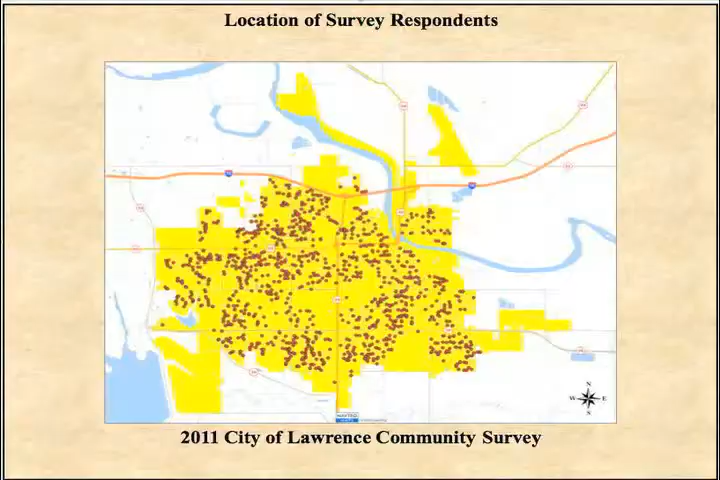 Location of Survey Respondents
N
W E
S
2011 City of Lawrence Community Survey